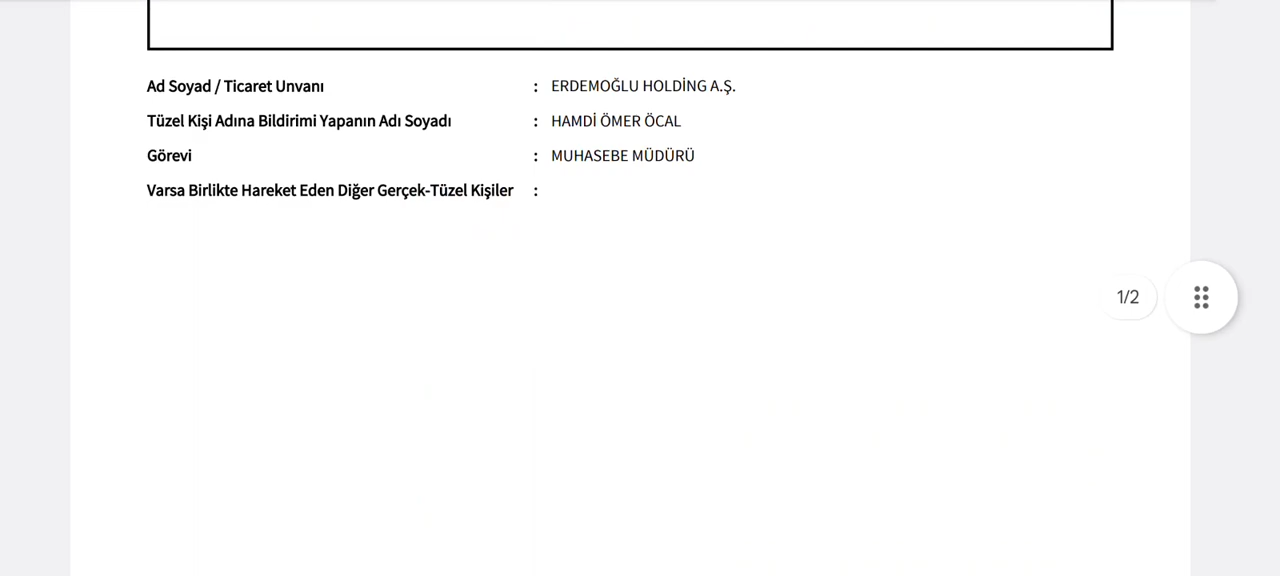 Ad Soyad / Ticaret Unvanı : ERDEMOĞLU HOLDİNG A.Ş.
Tüzel Kişi Adına Bildirimi Yapanın Adı Soyadı : HAMDİ ÖMER ÖCAL
Görevi : MUHASEBE MÜDÜRÜ
Varsa Birlikte Hareket Eden Diğer Gerçek-Tüzel Kişiler :
1/2